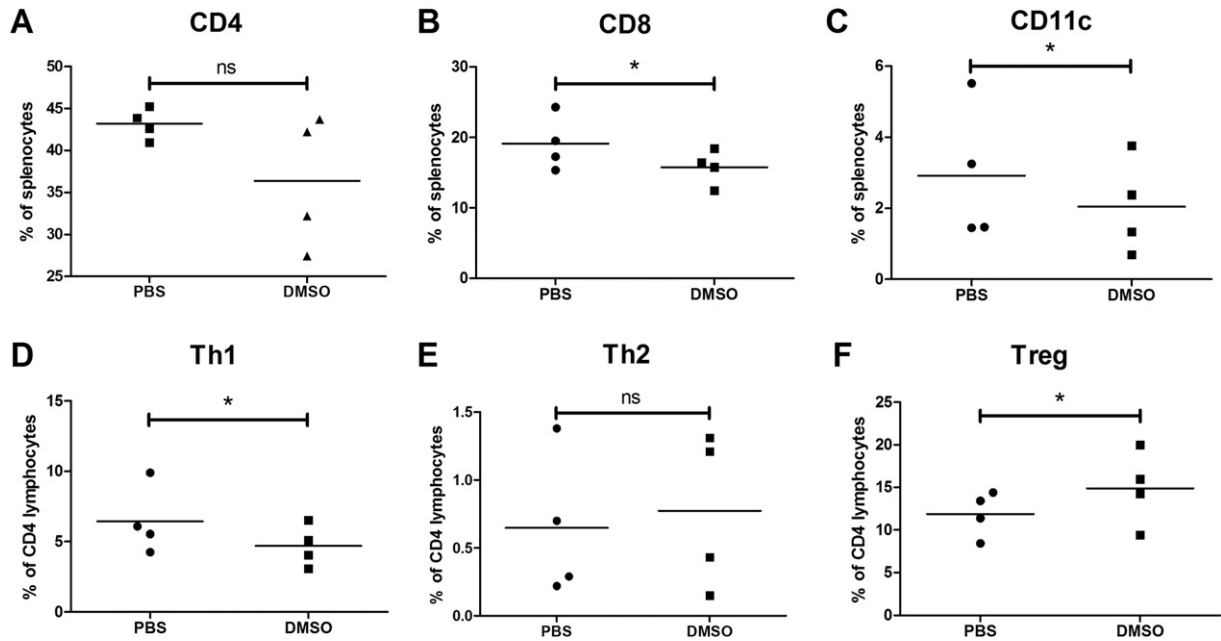 A
CD4
% of splenocytes
50
45
40
35
30
25
ns
PBS
DMSO
B
CD8
% of splenocytes
30
20
10
0
*
PBS
DMSO
C
CD11c
% of splenocytes
6
4
2
0
*
PBS
DMSO
D
Th1
% of CD4 lymphocytes
15
10
5
0
*
PBS
DMSO
E
Th2
% of CD4 lymphocytes
1.5
1.0
0.5
0.0
ns
PBS
DMSO
F
Treg
% of CD4 lymphocytes
25
20
15
10
5
0
*
PBS
DMSO